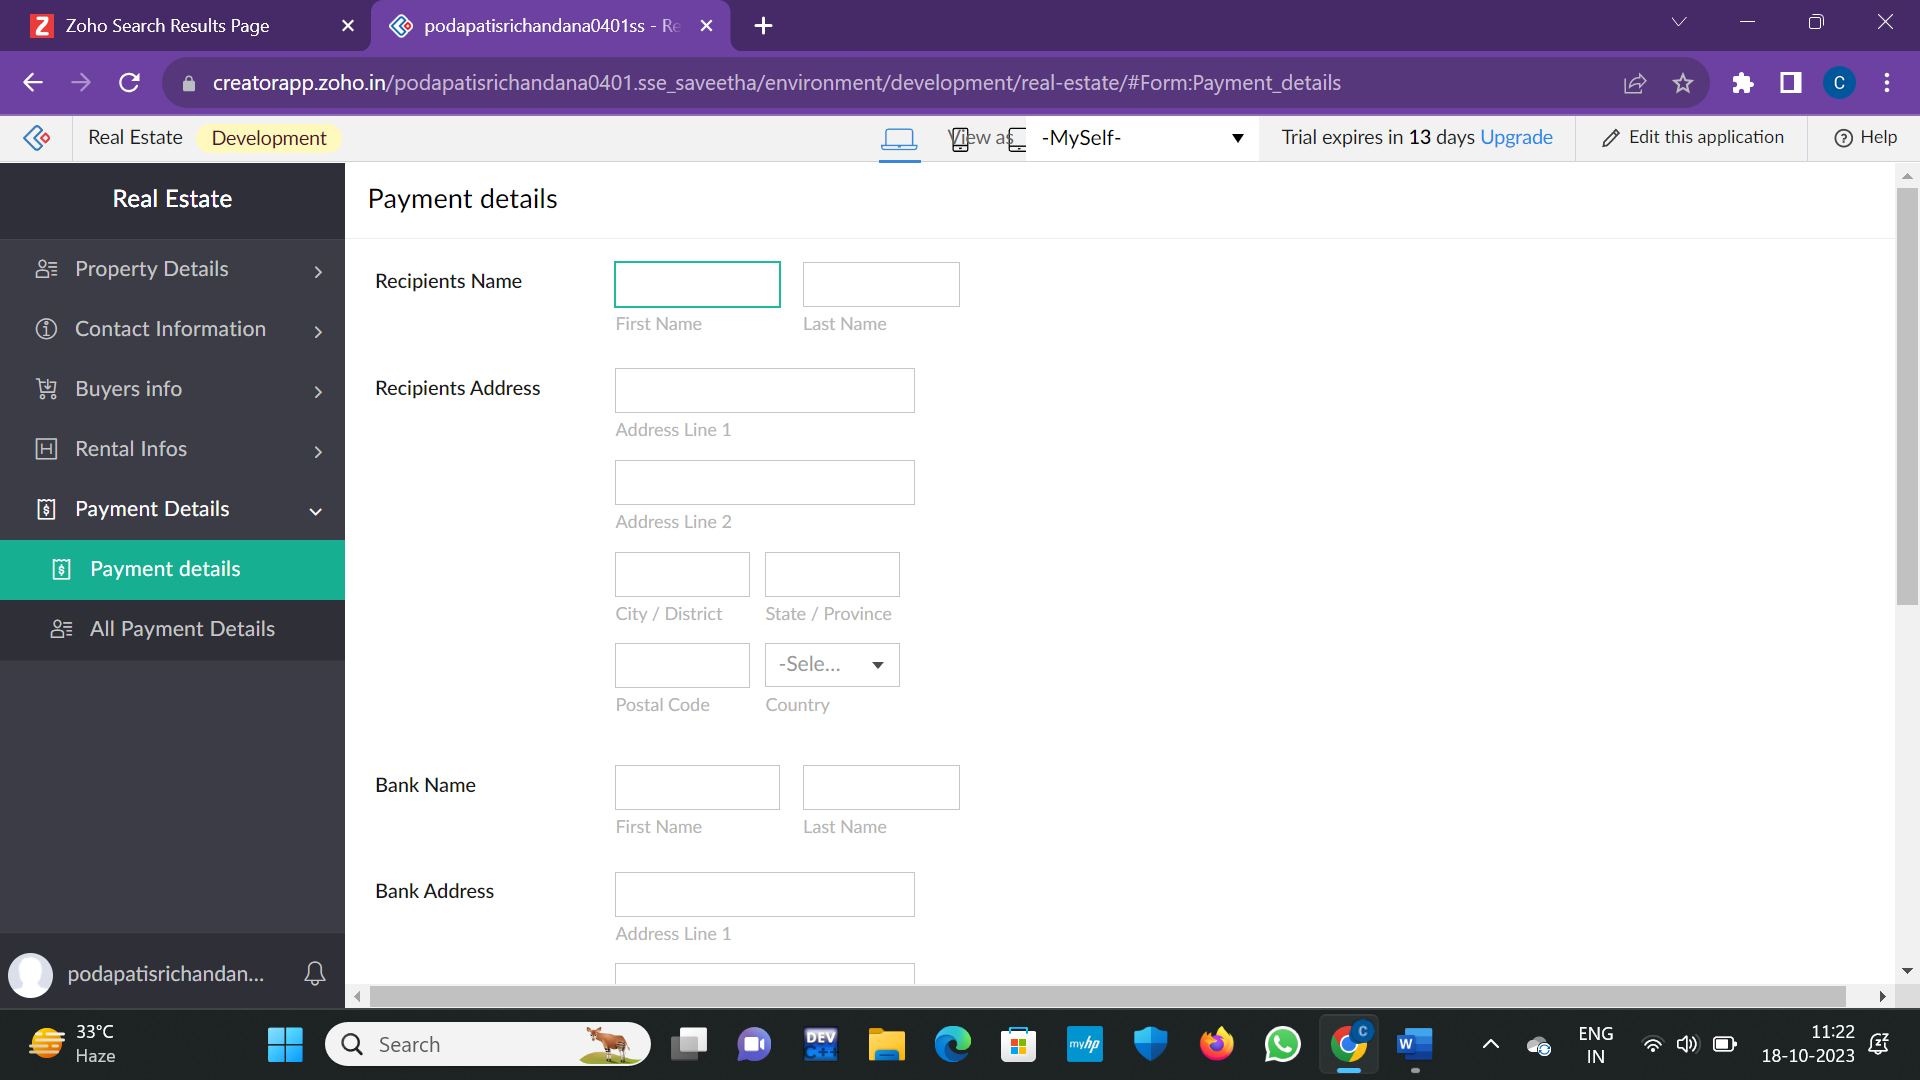 Zoho Search Results Page
podapatisrichandana0401ss - Re
creatorapp.zoho.in/podapatisrichandana0401.sse_saveetha/environment/development/real-estate/#Form:Payment_details
C
Real Estate
Development
View as
-MySelf-
Trial expires in 13 days Upgrade
Edit this application
Help
Real Estate
Property Details
Contact Information
Buyers info
Rental Infos
Payment Details
Payment details
All Payment Details
podapatisrichandan...
Payment details
Recipients Name
First Name
Last Name
Recipients Address
Address Line 1
Address Line 2
City / District
State / Province
-Sele...
Postal Code
Country
Bank Name
First Name
Last Name
Bank Address
Address Line 1
33°C
Haze
Search
DEV
C++
myhp
C
W
ENG
IN
11:22
18-10-2023